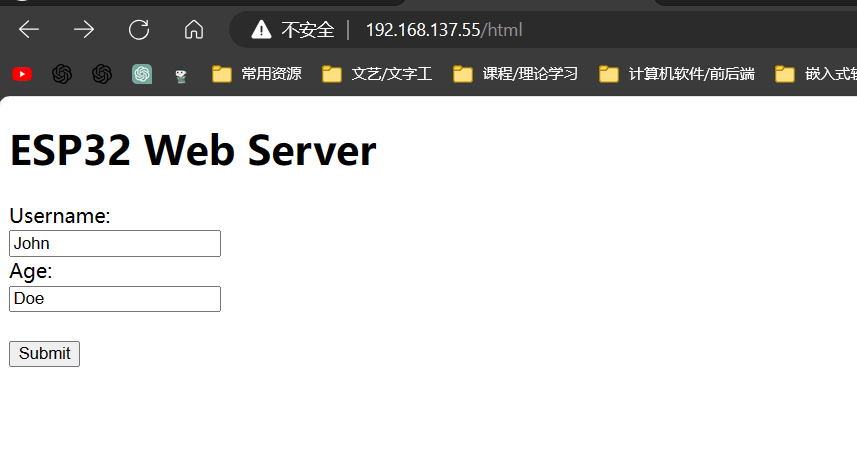 不安全 192.168.137.55/html
常用资源 文艺/文字工 课程/理论学习 计算机软件/前后端 嵌入式软
ESP32 Web Server
Username:
John
Age:
Doe
Submit